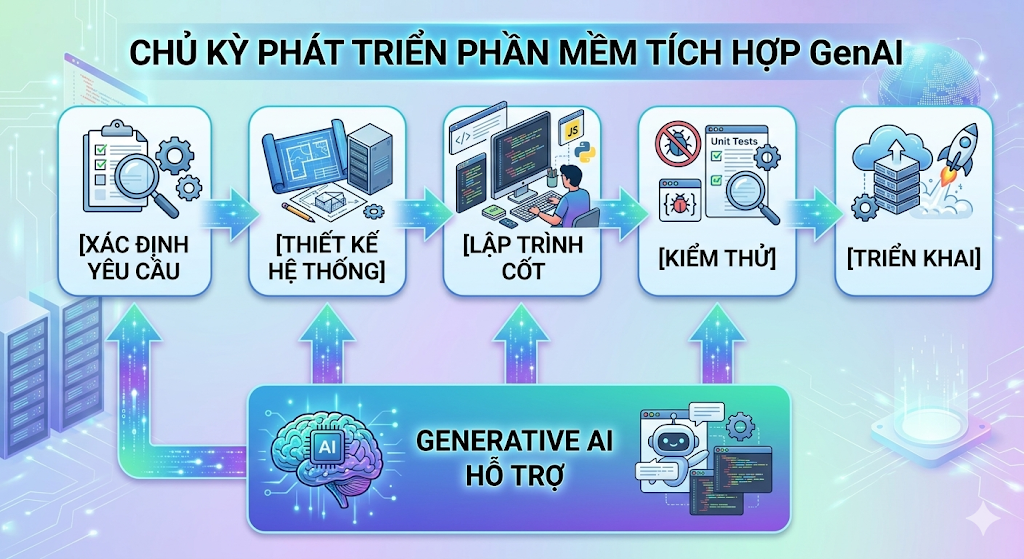 CHỦ KỲ PHÁT TRIỂN PHẦN MỀM TÍCH HỢP GenAI
</>
JS
Unit Tests
[XÁC ĐỊNH
YÊU CẦU
[THIẾT KẾ
HỆ THỐNG]
[LẬP TRÌNH
CỐT
[KIỂM THỬ]
[TRIỂN KHAI]
AI
GENERATIVE AI
HỖ TRỢ